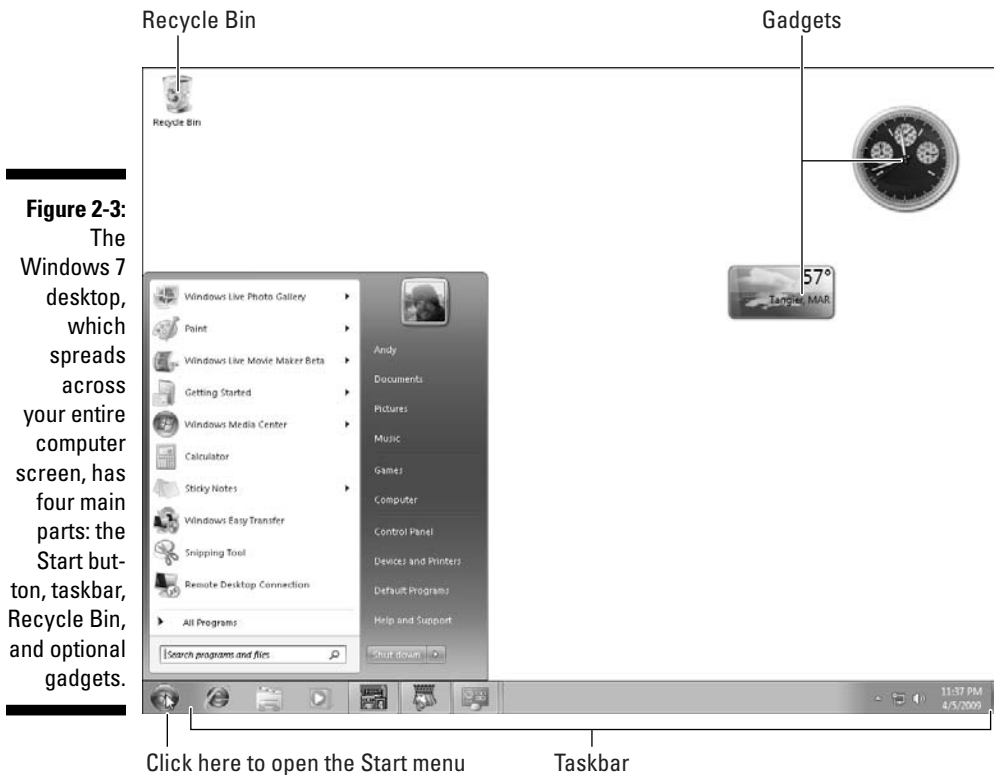 Recycle Bin
Gadgets
Recycle Bin
57°
Tangier, MAR
Figure 2-3:
The
Windows 7
desktop,
which
spreads
across
your entire
computer
screen, has
four main
parts: the
Start but-
ton, taskbar,
Recycle Bin,
and optional
gadgets.
Windows Live Photo Gallery
Paint
Windows Live Movie Maker Beta
Getting Started
Windows Media Center
Calculator
Sticky Notes
Windows Easy Transfer
Snipping Tool
Remote Desktop Connection
All Programs
Search programs and files
Andy
Documents
Pictures
Music
Games
Computer
Control Panel
Devices and Printers
Default Programs
Help and Support
Shut down
11:37 PM
4/5/2009
Click here to open the Start menu
Taskbar